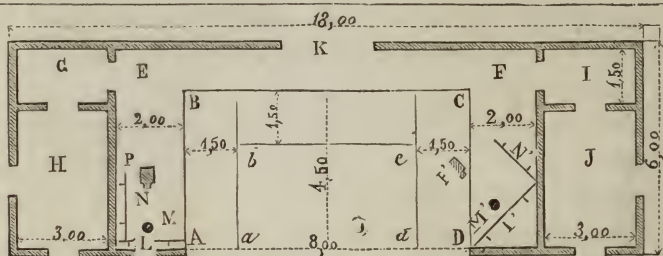 18,00
K
G E F I
1,50
B C
2,00 1,50 2,00
H 1,50 b c 1,50 J
6,00
P 4,50 F' N'
N
M M' I'
3,00 L A a 8,00 d D 3,00